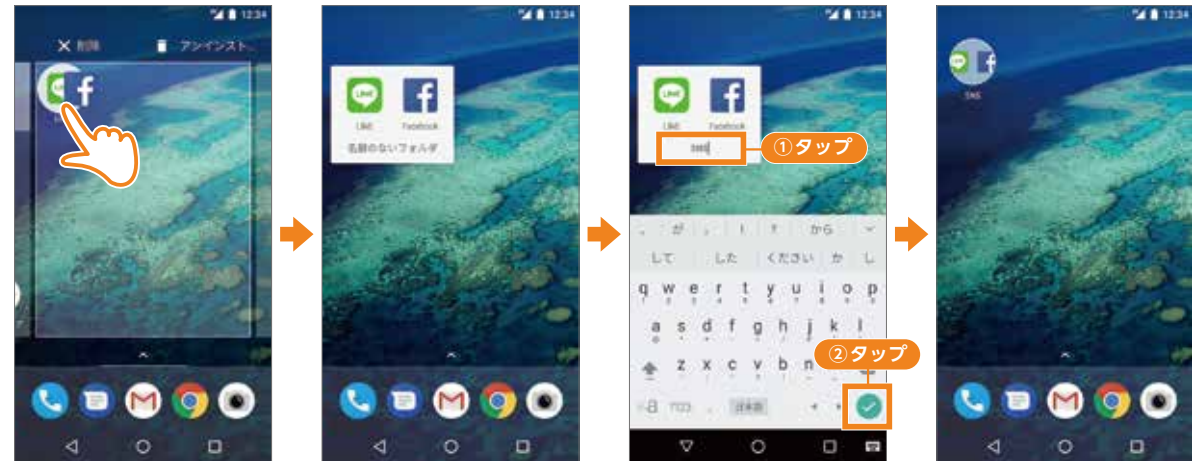 12:34
× 削除
アンインスト...
12:34
LINE
Facebook
名前のないフォルダ
12:34
LINE
Facebook
SNS
①タップ
、 が 。 ! ? から
して した ください か し
q w e r t y u i o p
a s d f g h j k l
z x c v b n
②タップ
日本語
12:34
SNS